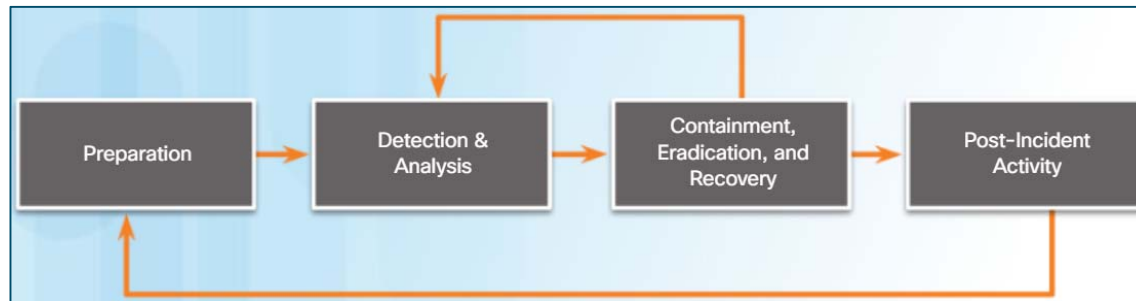 Preparation
Detection &
Analysis
Containment,
Eradication, and
Recovery
Post-Incident
Activity